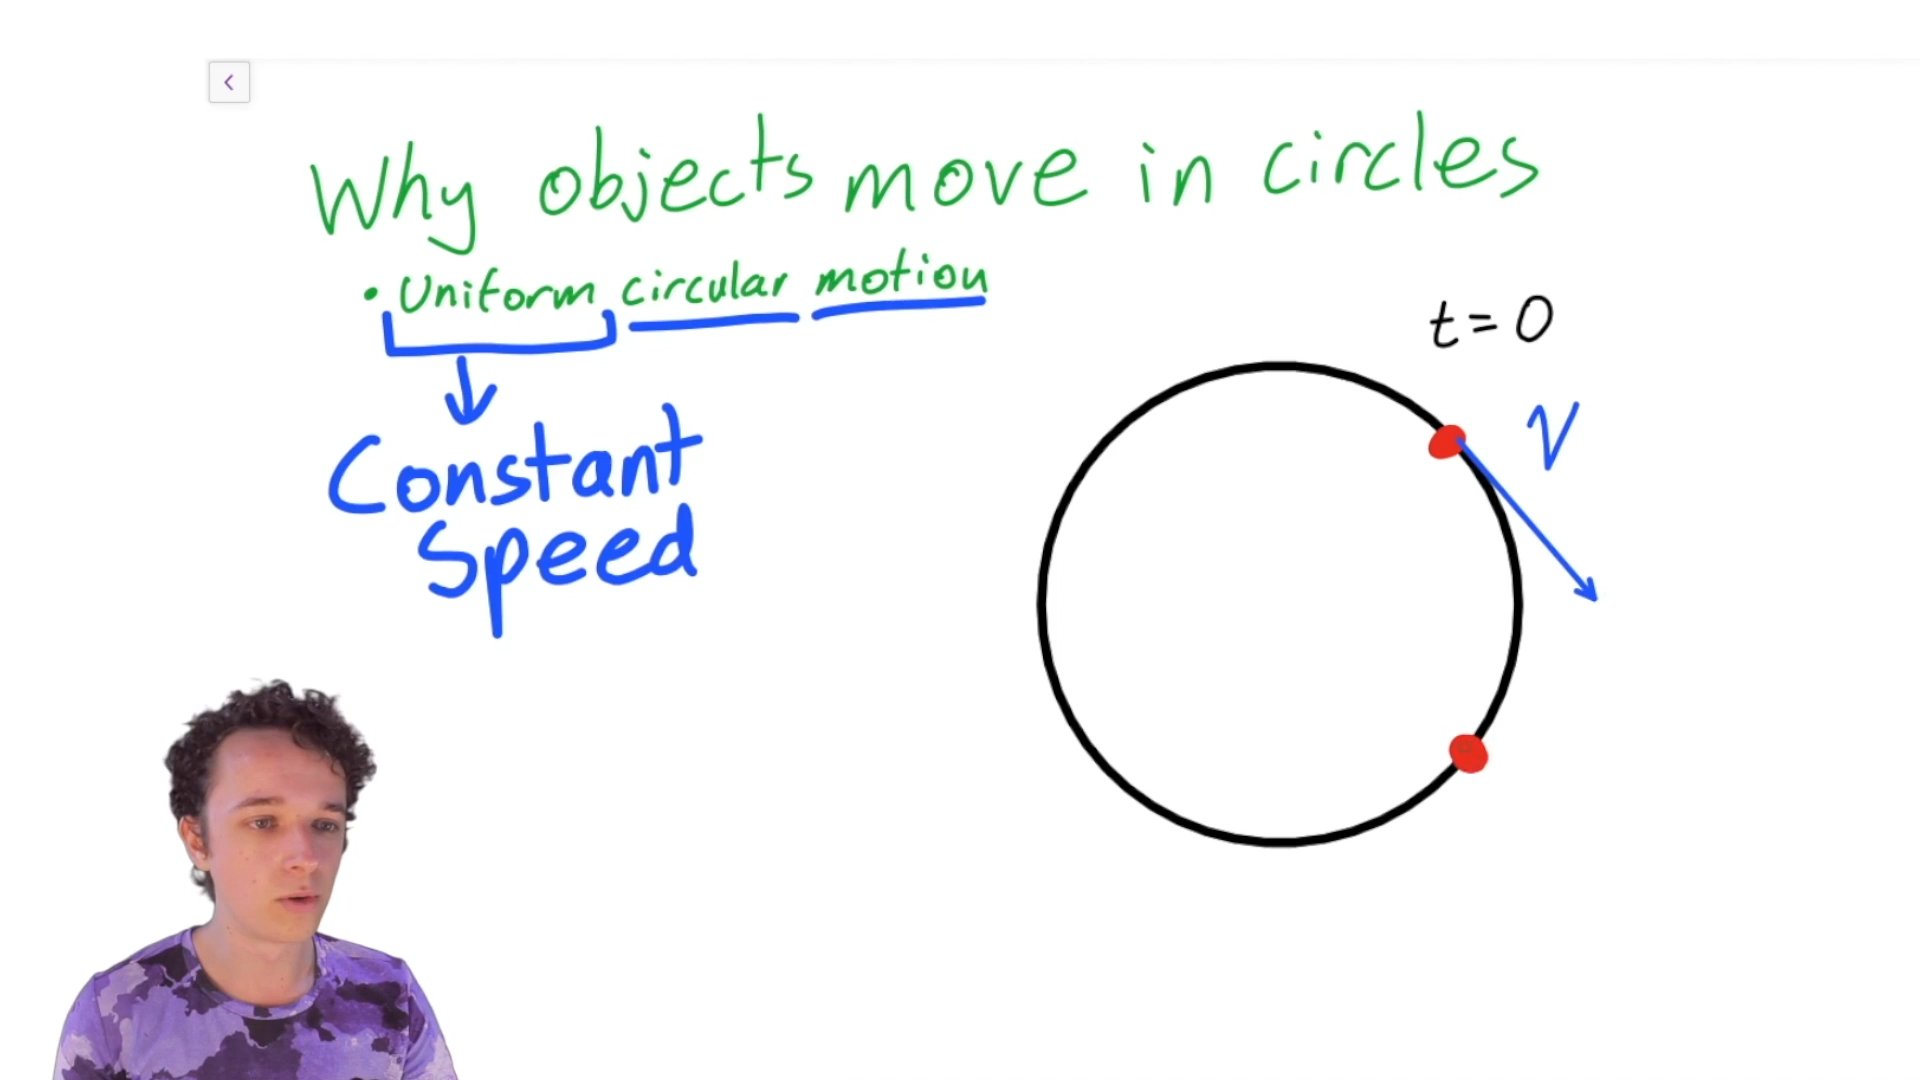 Why objects move in circles
• Uniform circular motion
Constant
Speed
t = 0
V